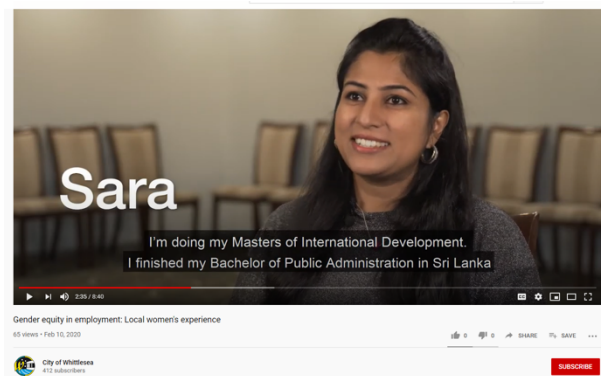 Sara
I'm doing my Masters of International Development.
I finished my Bachelor of Public Administration in Sri Lanka
2:35 / 8:40
Gender equity in employment: Local women's experience
65 views • Feb 10, 2020
0
0
SHARE
SAVE
City of Whittlesea
412 subscribers
SUBSCRIBE